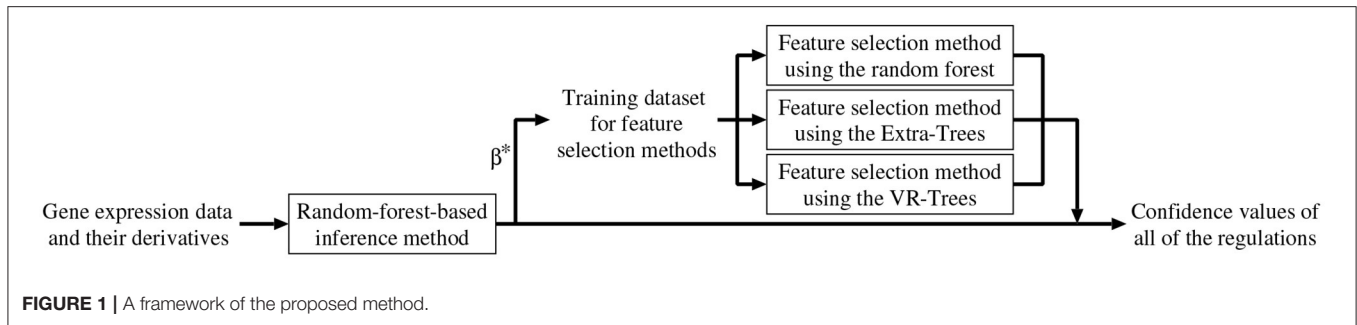 Gene expression data
and their derivatives
Random-forest-based
inference method
β*
Training dataset
for feature
selection methods
Feature selection method
using the random forest
Feature selection method
using the Extra-Trees
Feature selection method
using the VR-Trees
Confidence values of
all of the regulations
FIGURE 1 | A framework of the proposed method.